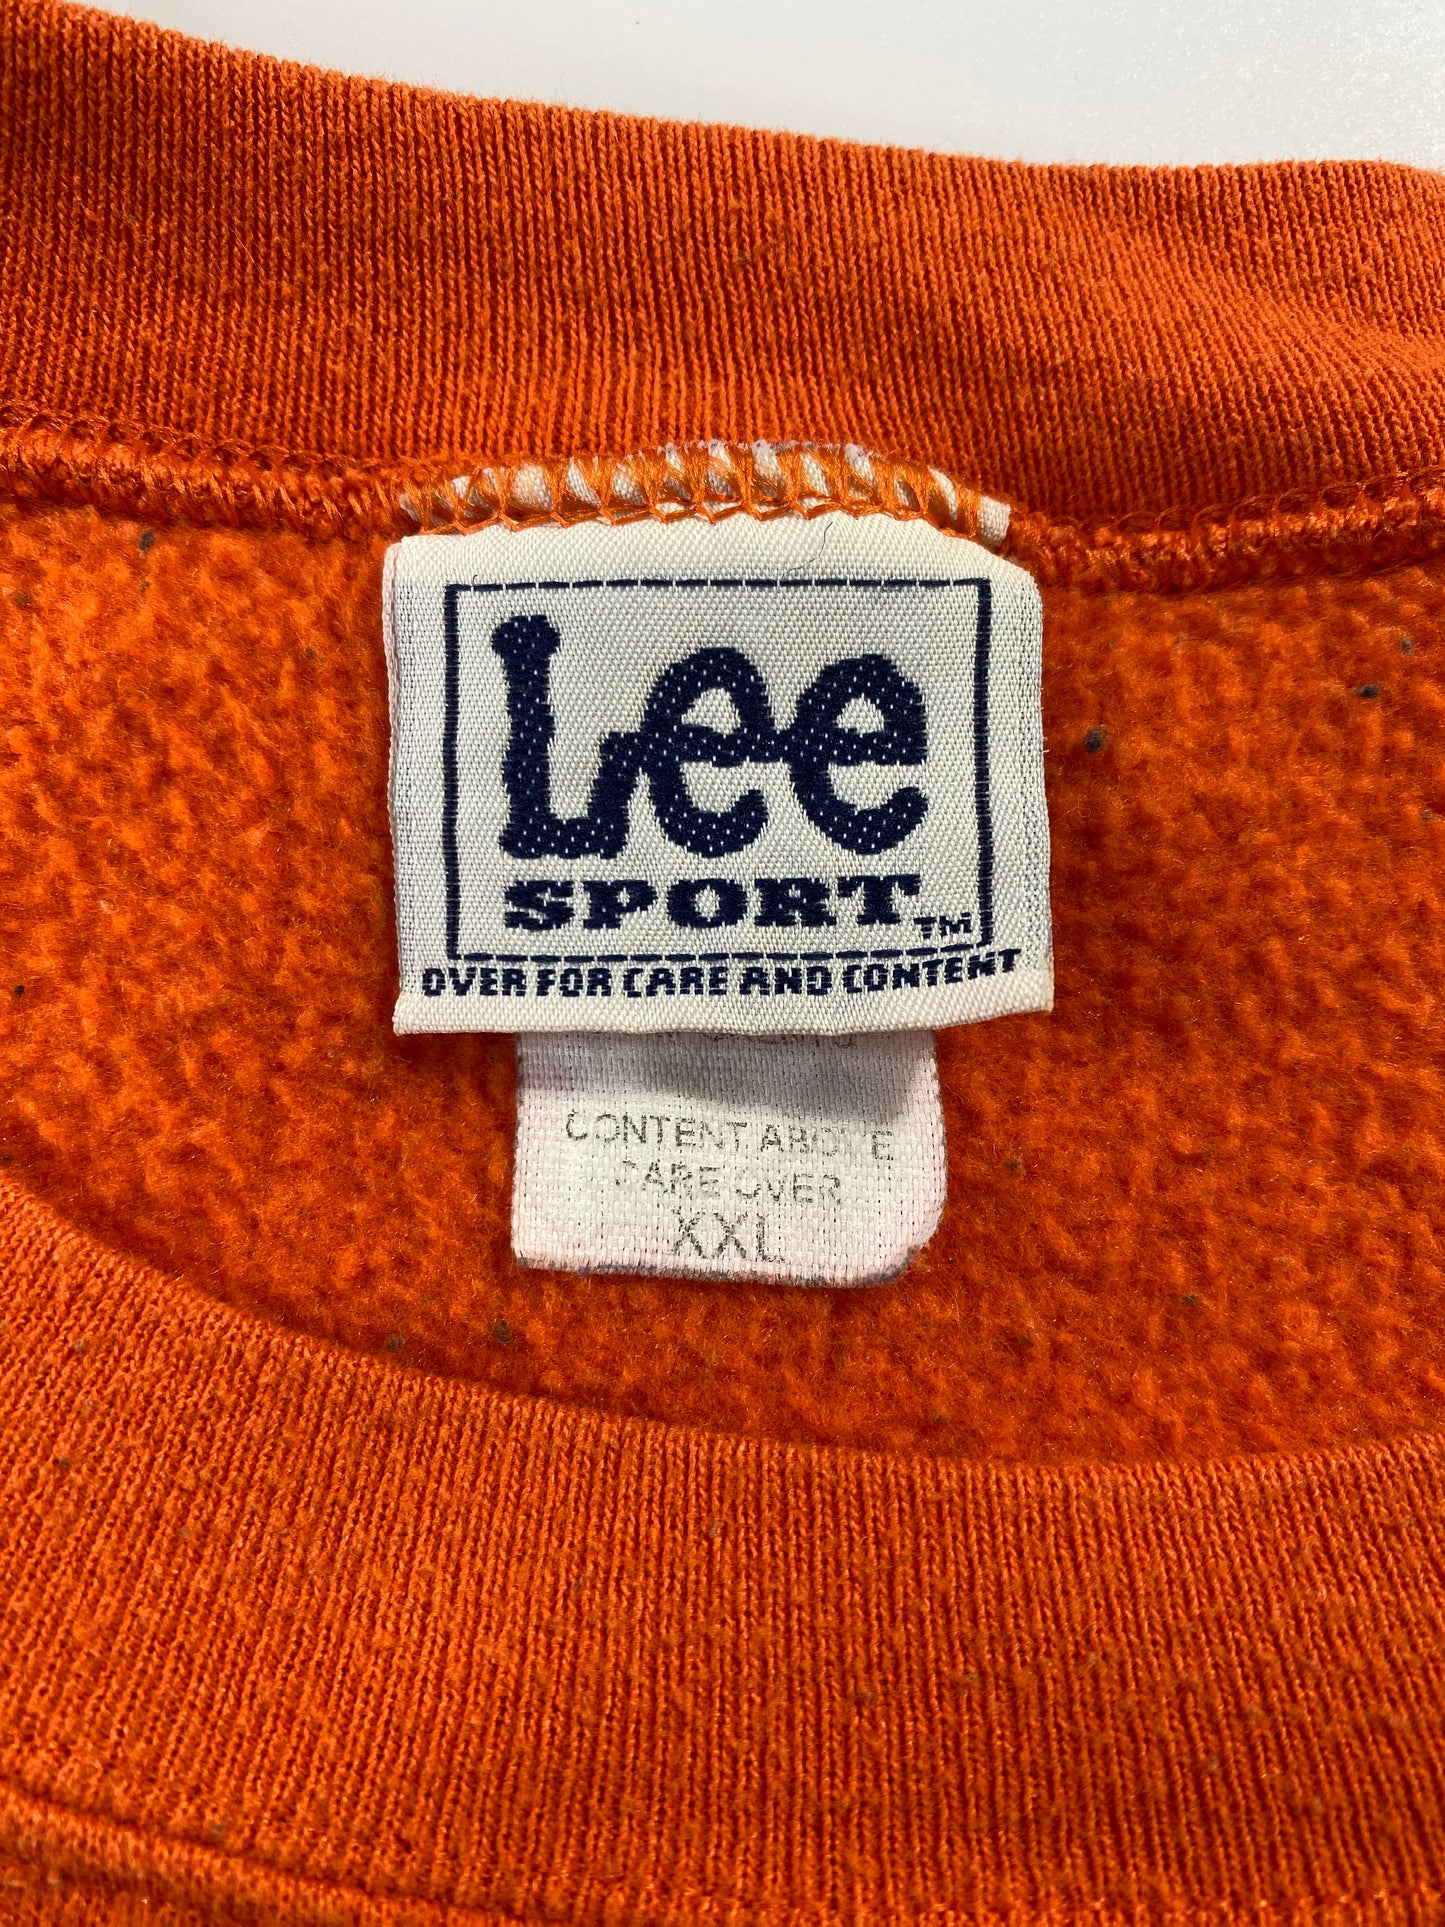 Lee
SPORT
TM
OVER FOR CARE AND CONTENT
CONTENT ABOVE
CARE OVER
XXL